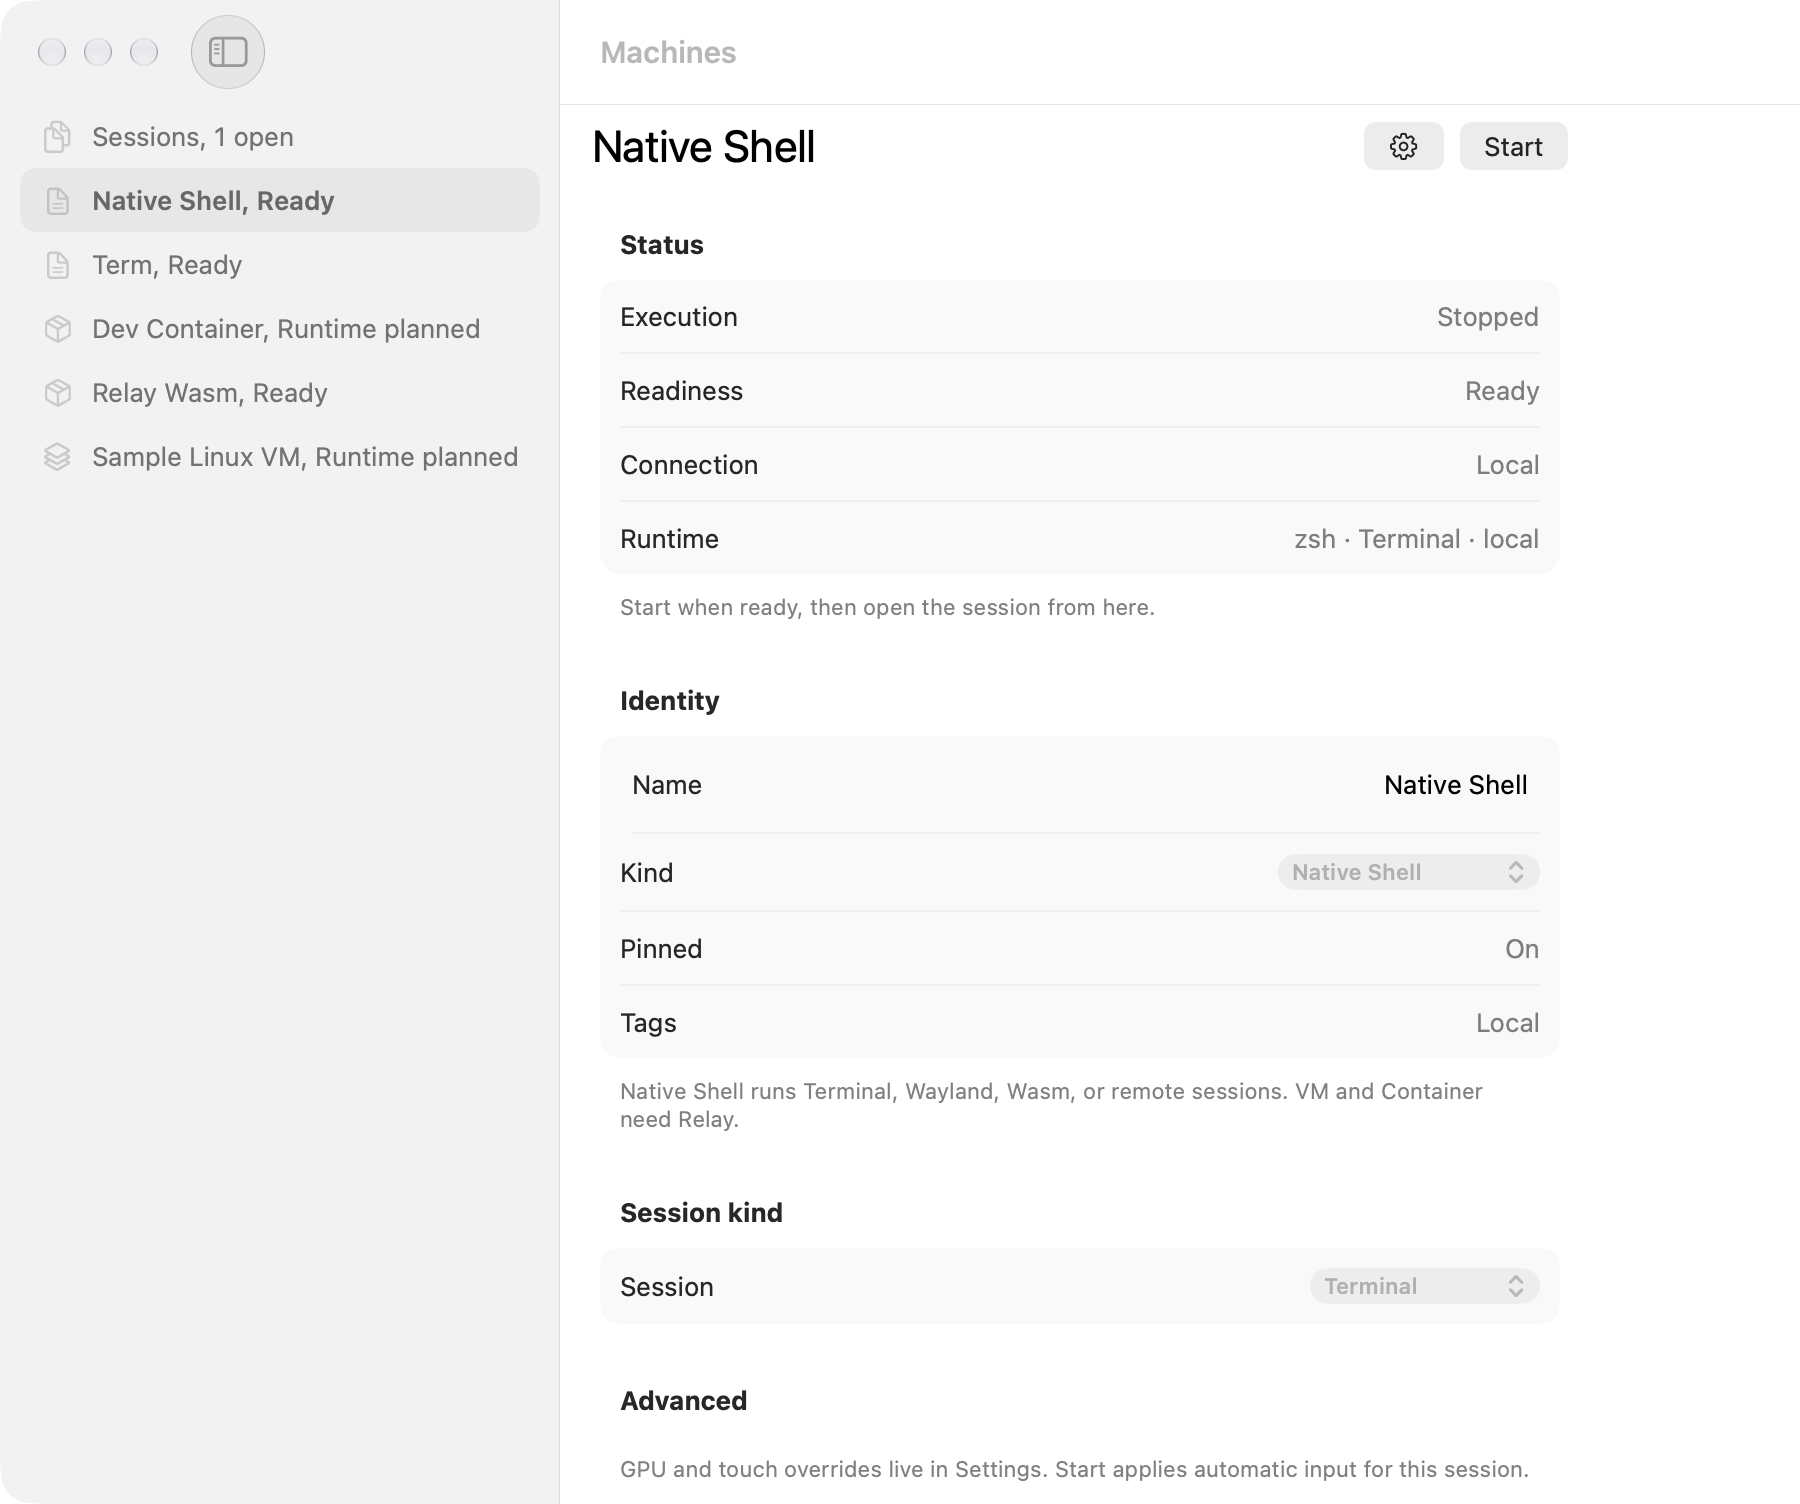 Machines
Sessions, 1 open
Native Shell, Ready
Term, Ready
Dev Container, Runtime planned
Relay Wasm, Ready
Sample Linux VM, Runtime planned
Native Shell
Start
Status
Execution Stopped
Readiness Ready
Connection Local
Runtime zsh · Terminal · local
Start when ready, then open the session from here.
Identity
Name Native Shell
Kind Native Shell
Pinned On
Tags Local
Native Shell runs Terminal, Wayland, Wasm, or remote sessions. VM and Container
need Relay.
Session kind
Session Terminal
Advanced
GPU and touch overrides live in Settings. Start applies automatic input for this session.